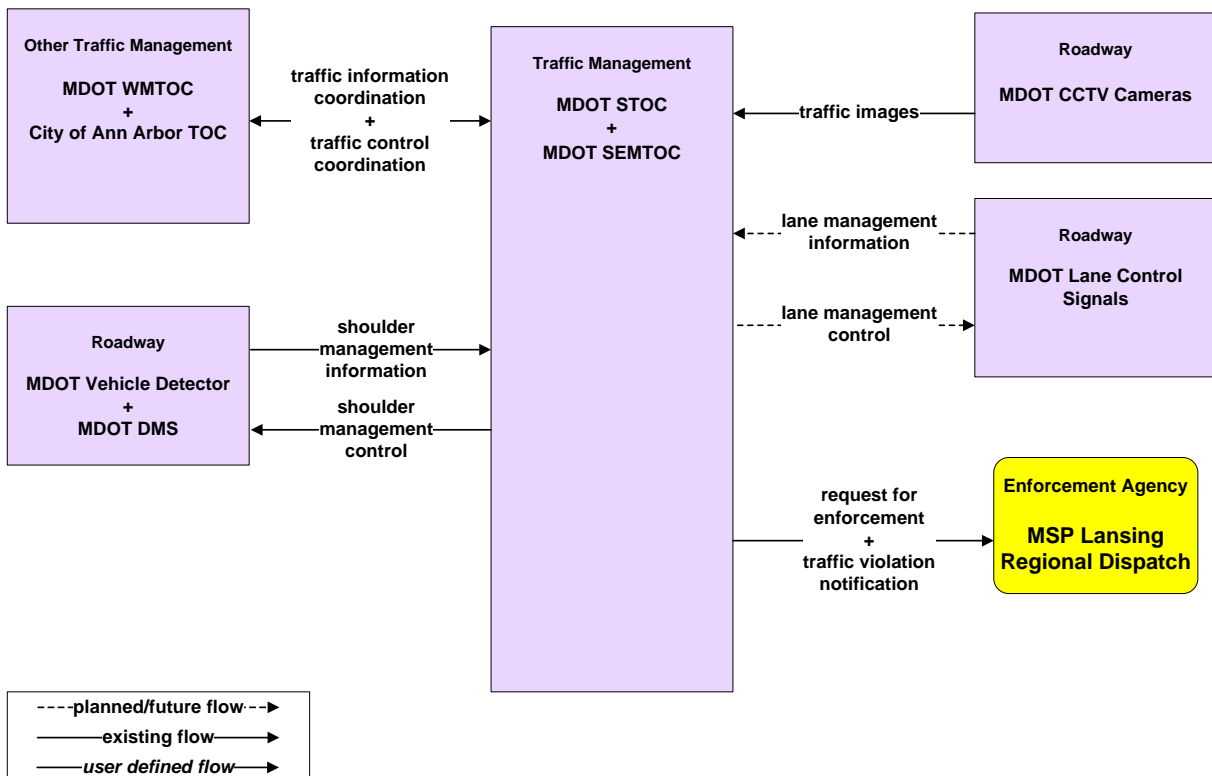 Other Traffic Management
MDOT WMTOC
+
City of Ann Arbor TOC
traffic information
coordination
+
traffic control
coordination
Traffic Management
MDOT STOC
+
MDOT SEMTOC
traffic images
Roadway
MDOT CCTV Cameras
lane management
information
lane management
control
Roadway
MDOT Lane Control
Signals
Roadway
MDOT Vehicle Detector
+
MDOT DMS
shoulder
management
information
shoulder
management
control
request for
enforcement
+
traffic violation
notification
Enforcement Agency
MSP Lansing
Regional Dispatch
planned/future flow
existing flow
user defined flow